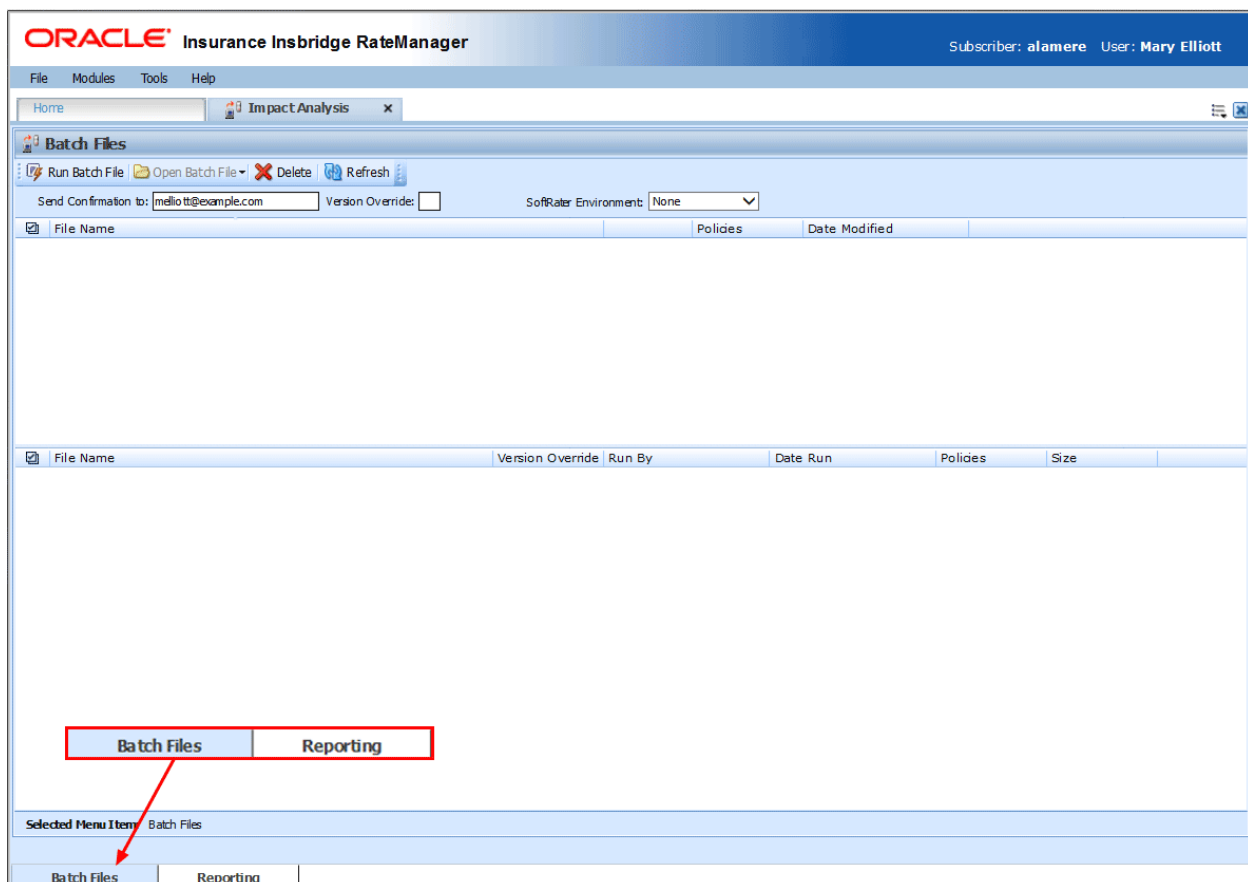 ORACLE Insurance Insbridge RateManager
Subscriber: alamere User: Mary Elliott
File Modules Tools Help
Home Impact Analysis
Batch Files
Run Batch File Open Batch File Delete Refresh
Send Confirmation to: melliott@example.com Version Override: SoftRater Environment: None
File Name Policies Date Modified
File Name Version Override Run By Date Run Policies Size
Batch Files Reporting
Selected Menu Item Batch Files
Batch Files Reporting